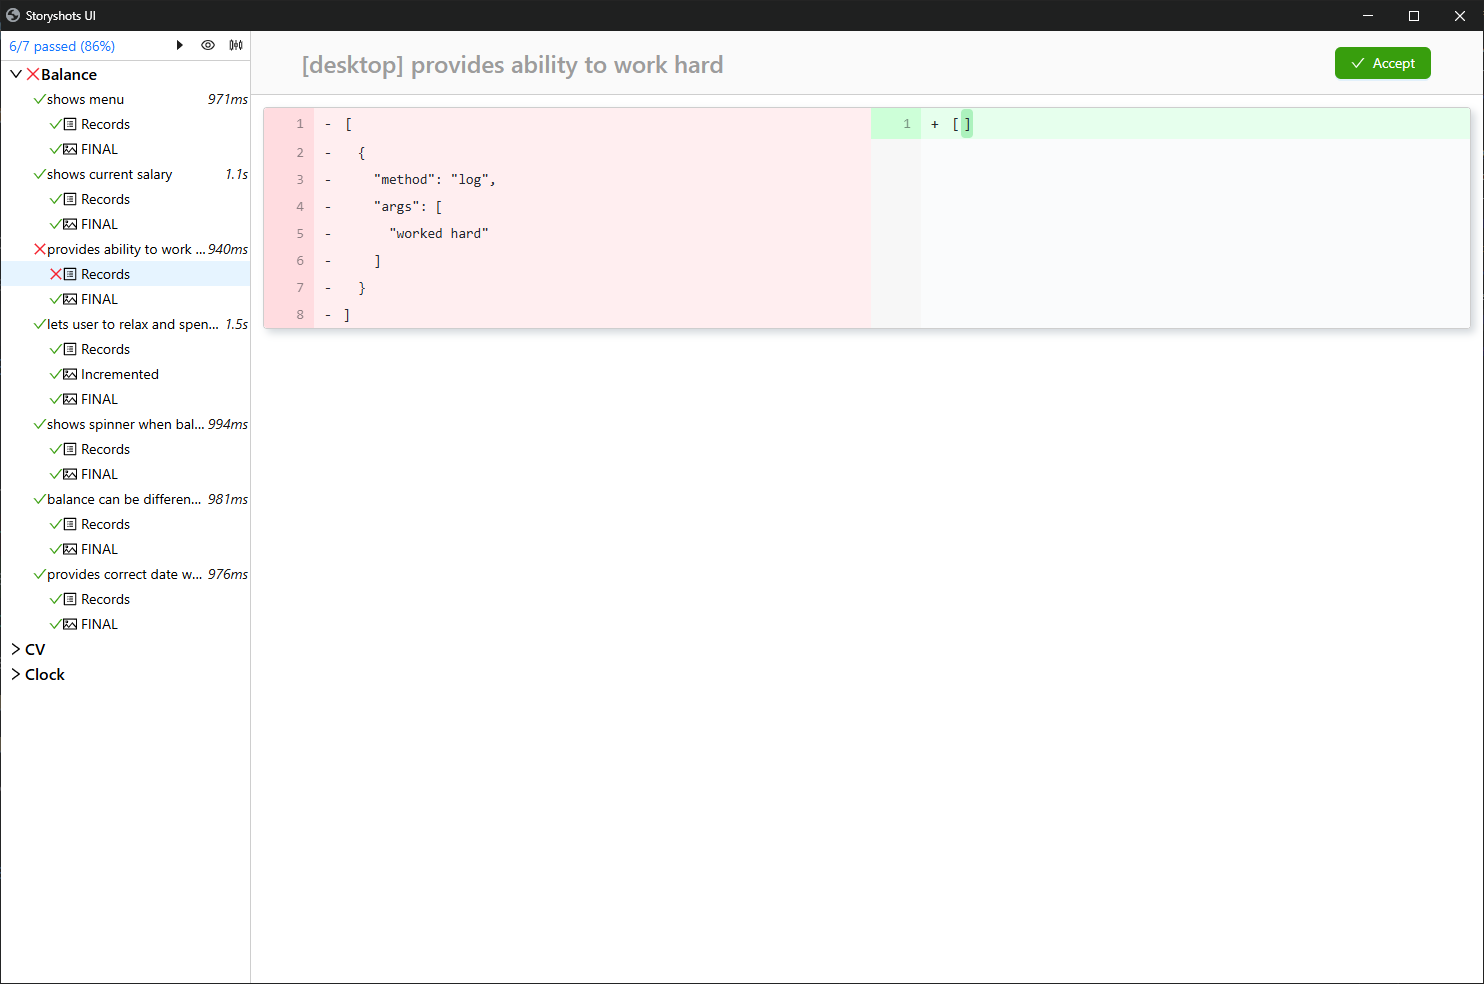 Storyshots UI
6/7 passed (86%)
Balance
shows menu 971ms
Records
FINAL
shows current salary 1.1s
Records
FINAL
provides ability to work ... 940ms
Records
FINAL
lets user to relax and spen... 1.5s
Records
Incremented
FINAL
shows spinner when bal... 994ms
Records
FINAL
balance can be differen... 981ms
Records
FINAL
provides correct date w... 976ms
Records
FINAL
CV
Clock
[desktop] provides ability to work hard
Accept
1 - [
2 - {
3 - "method": "log",
4 - "args": [
5 - "worked hard"
6 - ]
7 - }
8 - ]
1 + []